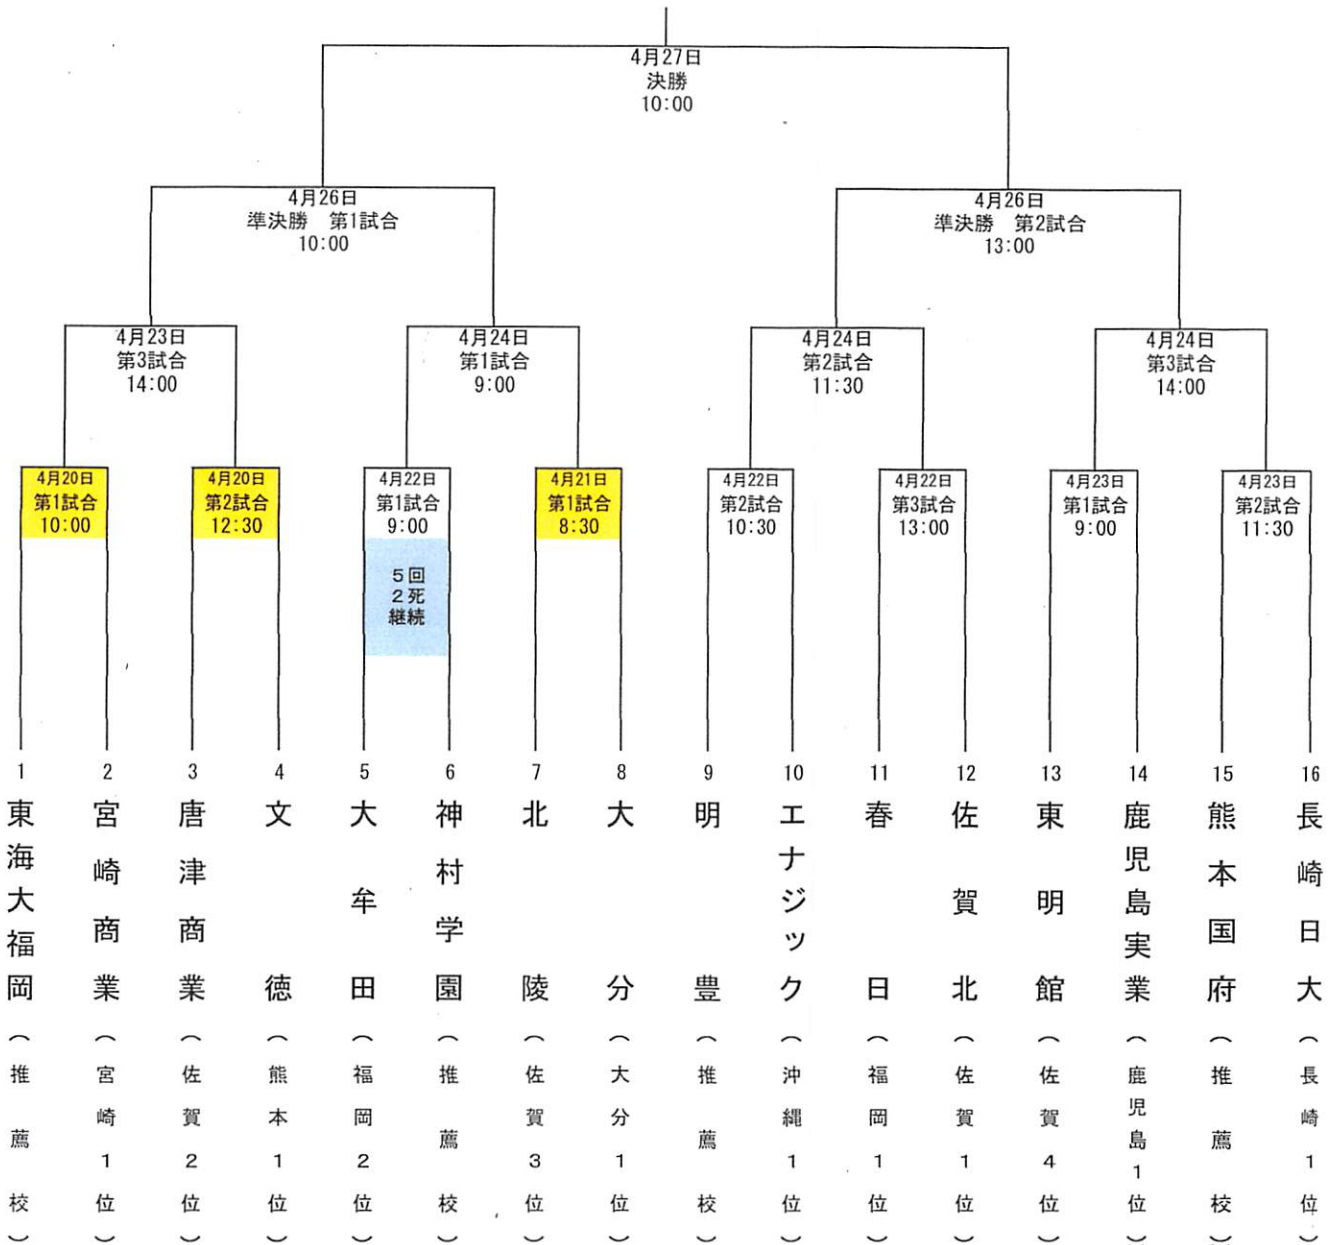 4月27日
決勝
10:00
4月26日
準決勝 第1試合
10:00
4月26日
準決勝 第2試合
13:00
4月23日
第3試合
14:00
4月24日
第1試合
9:00
4月24日
第2試合
11:30
4月24日
第3試合
14:00
4月20日
第1試合
10:00
4月20日
第2試合
12:30
4月22日
第1試合
9:00
5回
2死
継続
4月21日
第1試合
8:30
4月22日
第2試合
10:30
4月22日
第3試合
13:00
4月23日
第1試合
9:00
4月23日
第2試合
11:30
1
東海大福岡(推薦校)
2
宮崎商業(宮崎1位)
3
唐津商業(佐賀2位)
4
文徳(熊本1位)
5
大牟田(福岡2位)
6
神村学園(推薦校)
7
北陵(佐賀3位)
8
大分(大分1位)
9
明豊(推薦校)
10
エナジック(沖縄1位)
11
春日(福岡1位)
12
佐賀北(佐賀1位)
13
東明館(佐賀4位)
14
鹿児島実業(鹿児島1位)
15
熊本国府(推薦校)
16
長崎日大(長崎1位)